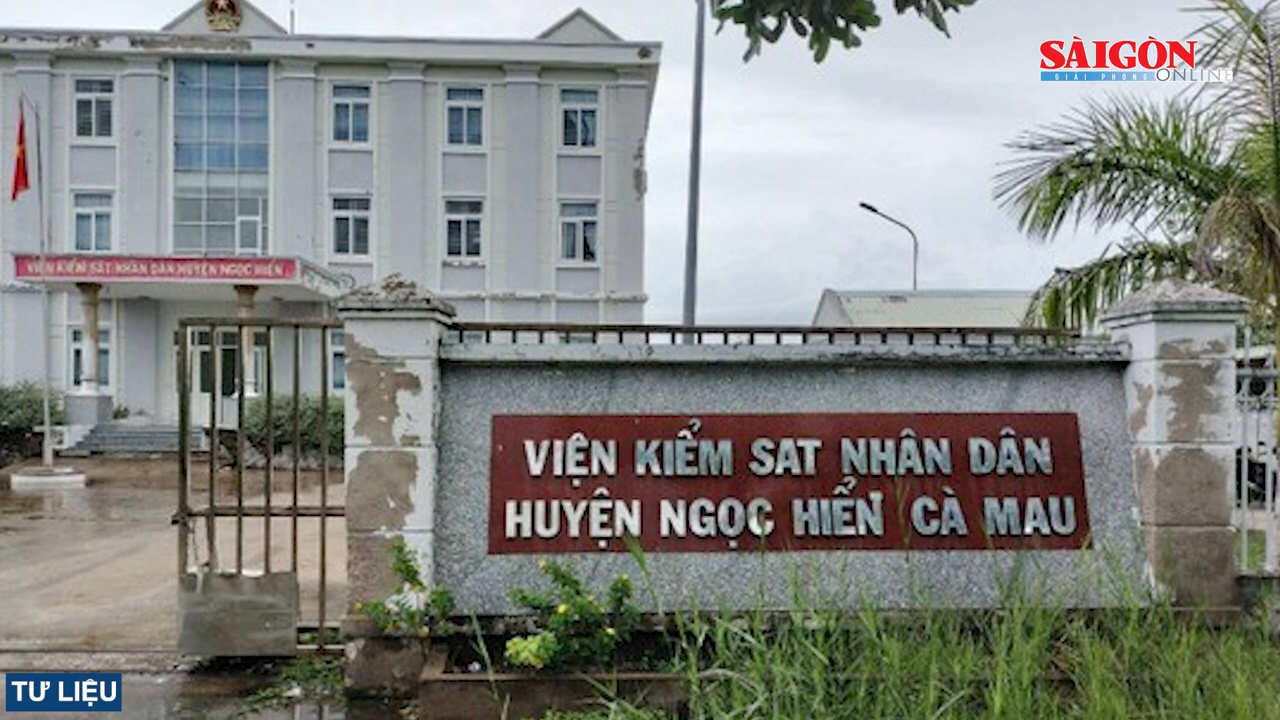 SÀIGÒN
GIẢI PHÓNG ONLINE
VIỆN KIỂM SÁT NHÂN DÂN HUYỆN NGỌC HIỂN
VIỆN KIỂM SAT NHÂN DÂN
HUYỆN NGỌC HIỂN CÀ MAU
TƯ LIỆU